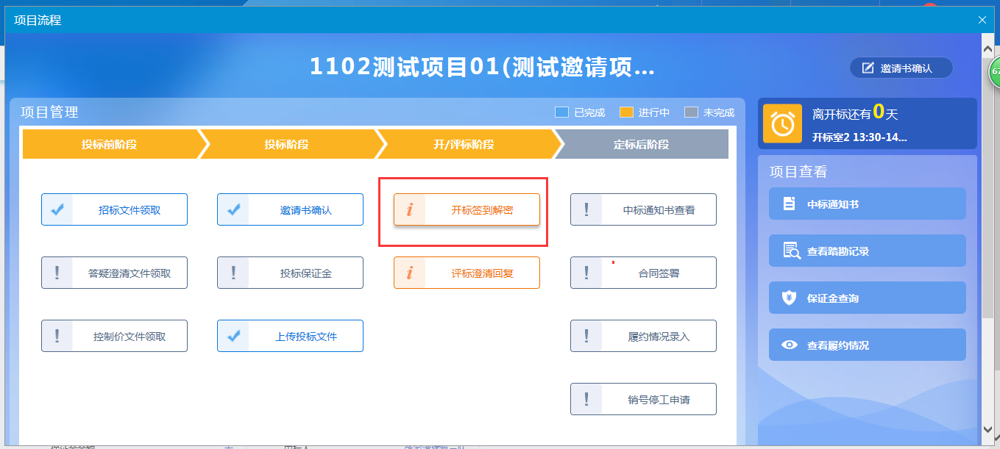 项目流程
1102测试项目01(测试邀请项...
邀请书确认
项目管理
已完成 进行中 未完成
投标前阶段 投标阶段 开/评标阶段 定标后阶段
招标文件领取 邀请书确认 开标签到解密 中标通知书查看
答疑澄清文件领取 投标保证金 评标澄清回复 合同签署
控制价文件领取 上传投标文件 履约情况录入
销号停工申请
离开标还有0天
开标室2 13:30-14...
项目查看
中标通知书
查看踏勘记录
保证金查询
查看履约情况
67